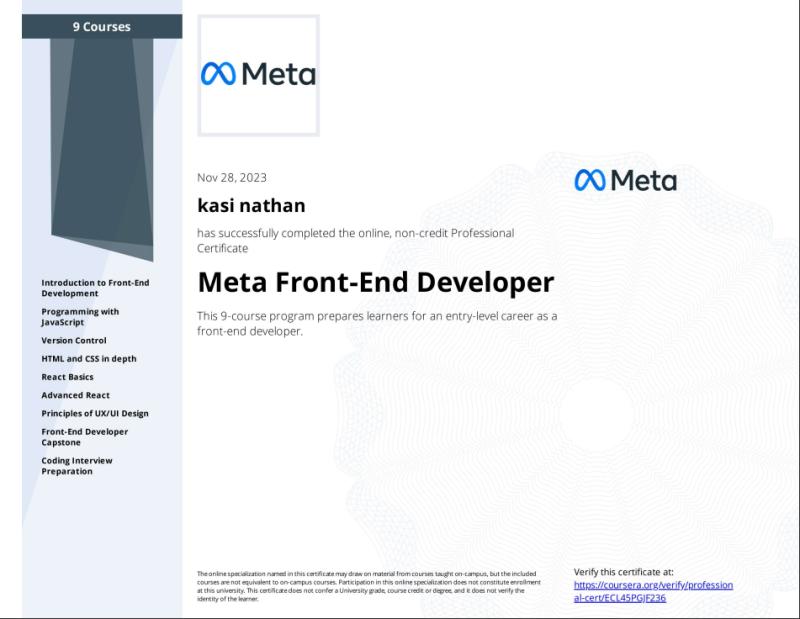 9 Courses
Meta
Nov 28, 2023
Meta
kasi nathan
has successfully completed the online, non-credit Professional
Certificate
Meta Front-End Developer
This 9-course program prepares learners for an entry-level career as a
front-end developer.
Introduction to Front-End
Development
Programming with
JavaScript
Version Control
HTML and CSS in depth
React Basics
Advanced React
Principles of UX/UI Design
Front-End Developer
Capstone
Coding Interview
Preparation
The online specialization named in this certificate may draw on material from courses taught on-campus, but the included
courses are not equivalent to on-campus courses. Participation in this online specialization does not constitute enrollment
at this university. This certificate does not confer a University grade, course credit or degree, and it does not verify the
identity of the learner.
Verify this certificate at:
https://coursera.org/verify/profession
al-cert/ECL45PGJF236